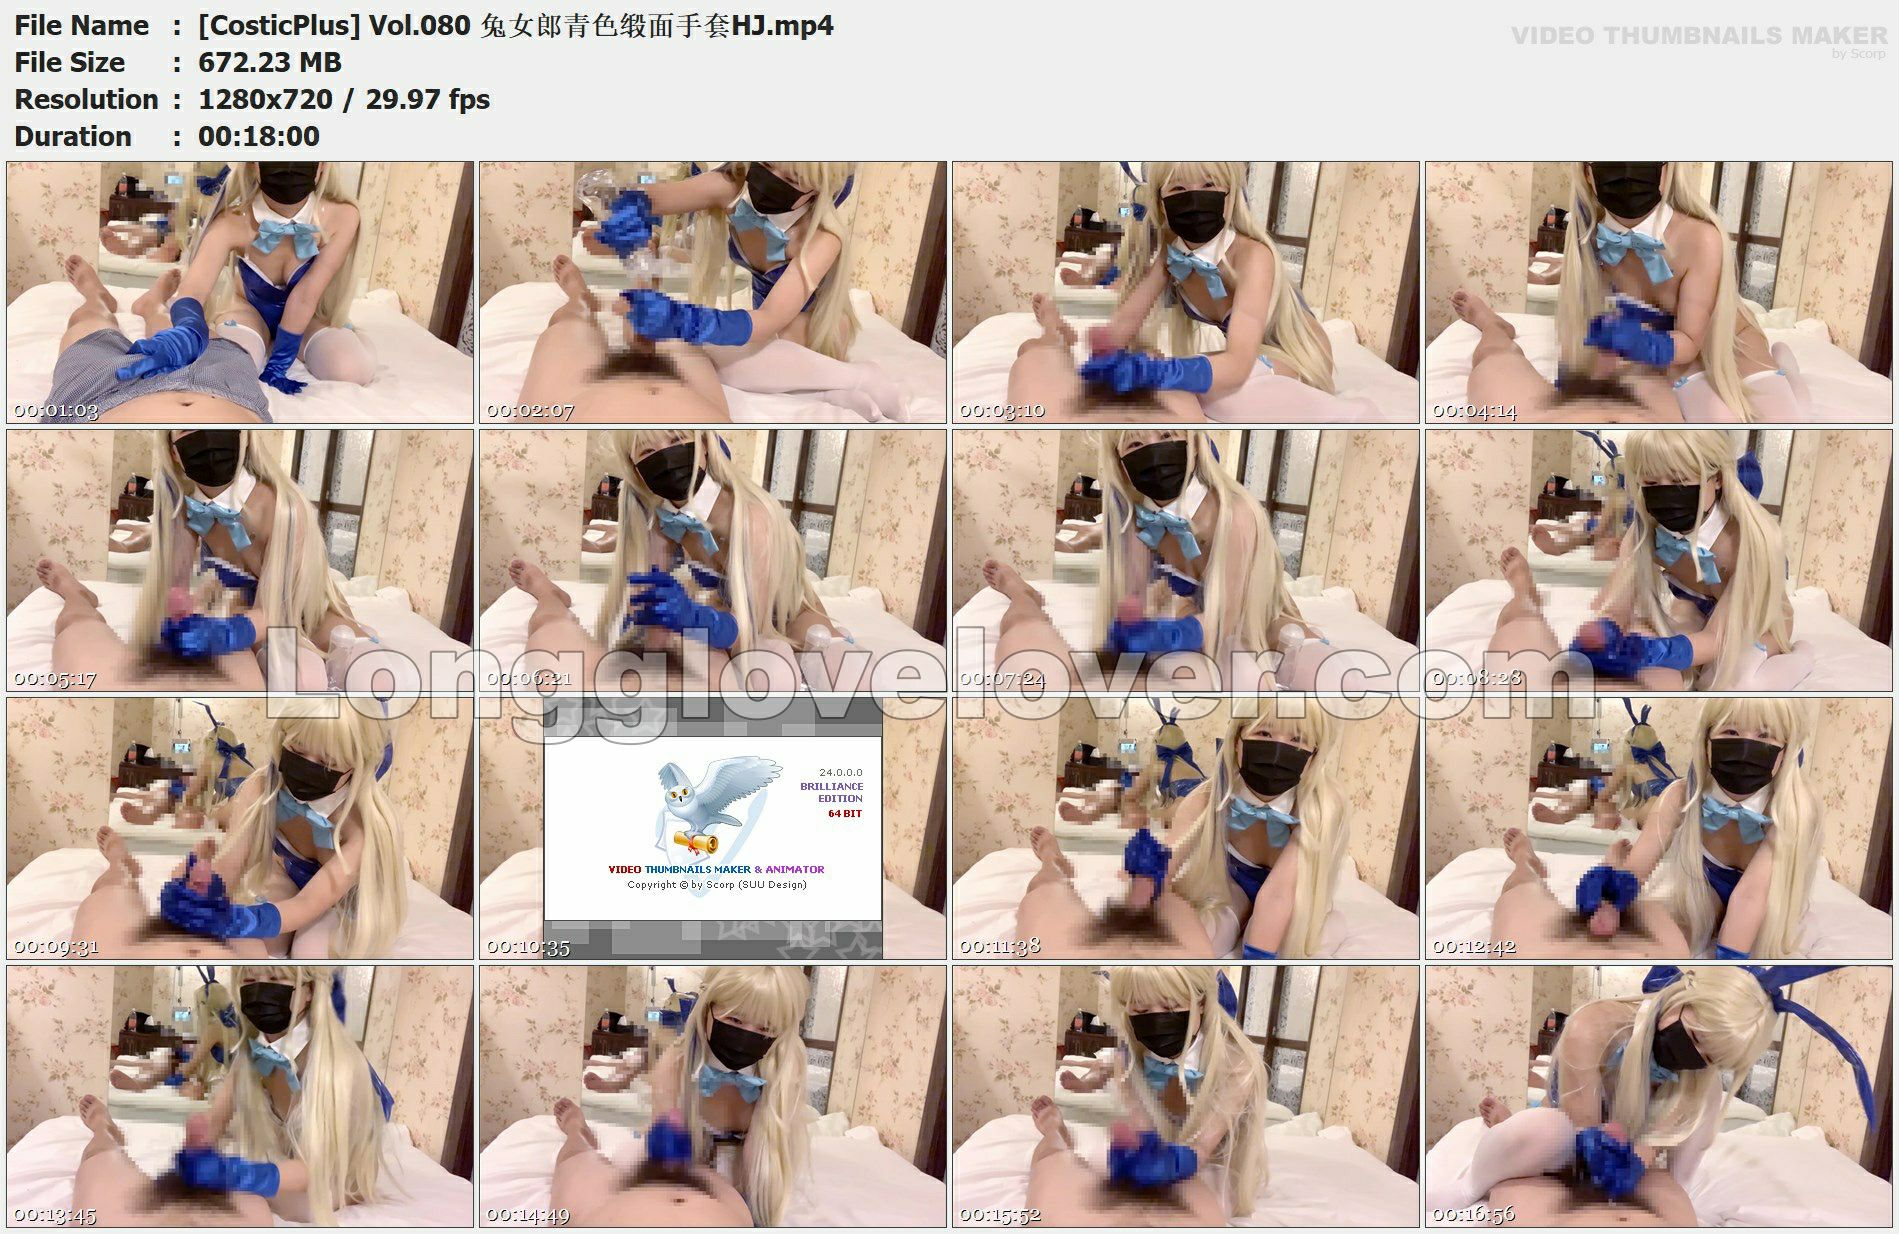 File Name : [CosticPlus] Vol.080 兔女郎青色缎面手套HJ.mp4
VIDEO THUMBNAILS MAKER
File Size : 672.23 MB
by Scorp
Resolution : 1280x720 / 29.97 fps
Duration : 00:18:00
00:01:03
00:02:07
00:03:10
00:04:14
00:05:17
00:06:21
00:07:24
00:08:28
Longglovelover.com
24.0.0.0
BRILLIANCE
EDITION
64 BIT
VIDEO THUMBNAILS MAKER & ANIMATOR
Copyright © by Scorp (SUU Design)
00:09:31
00:10:35
00:11:38
00:12:42
00:13:45
00:14:49
00:15:52
00:16:56